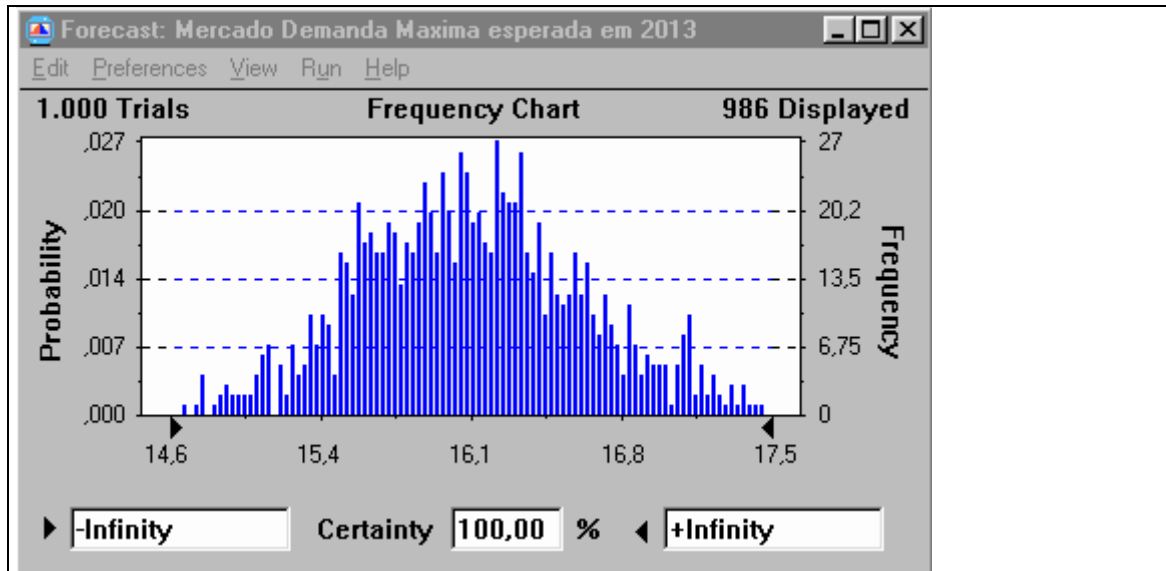 Forecast: Mercado Demanda Maxima esperada em 2013
Edit Preferences View Run Help
1.000 Trials Frequency Chart 986 Displayed
Probability
,027
,020
,014
,007
,000
27
20,2
13,5
6,75
0
Frequency
14,6 15,4 16,1 16,8 17,5
-Infinity Certainty 100,00 % +Infinity